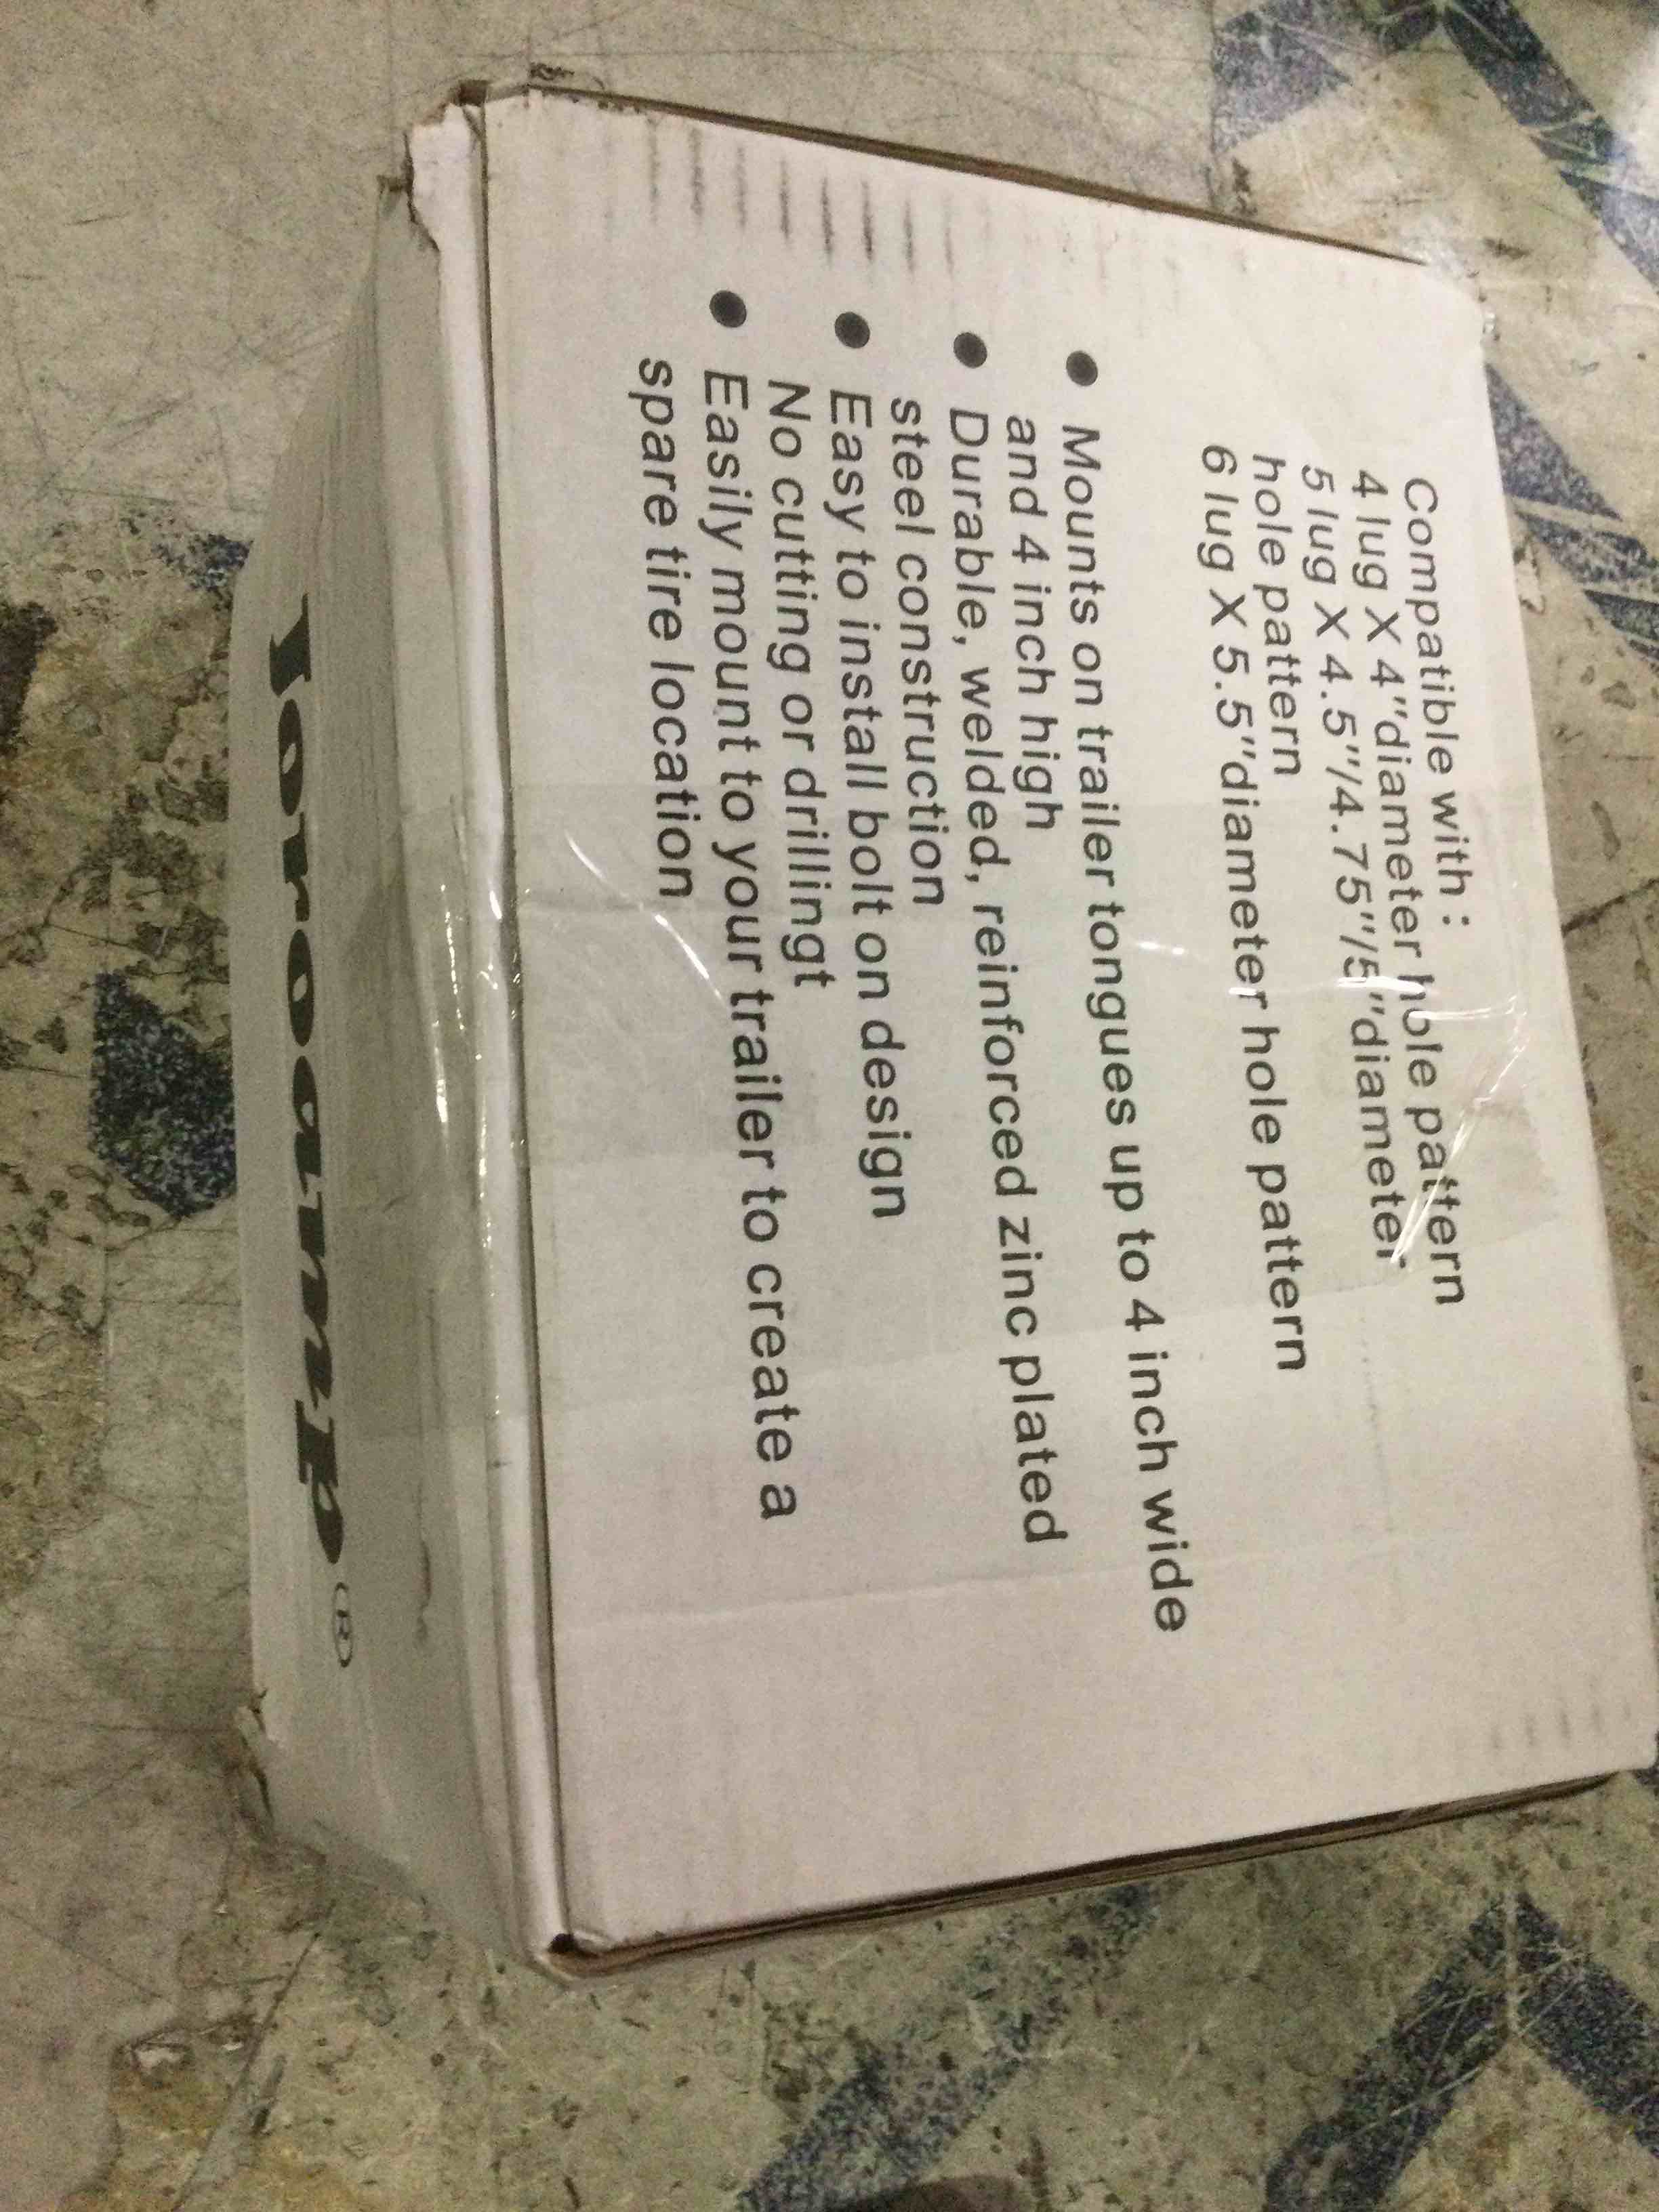 Compatible with :
4 lug X 4"diameter hole pattern
5 lug X 4.5"/4.75"/5"diameter
hole pattern
6 lug X 5.5"diameter hole pattern
● Mounts on trailer tongues up to 4 inch wide
and 4 inch high
● Durable, welded, reinforced zinc plated
steel construction
● Easy to install bolt on design
No cutting or drillingt
● Easily mount to your trailer to create a
spare tire location
Joroamp®